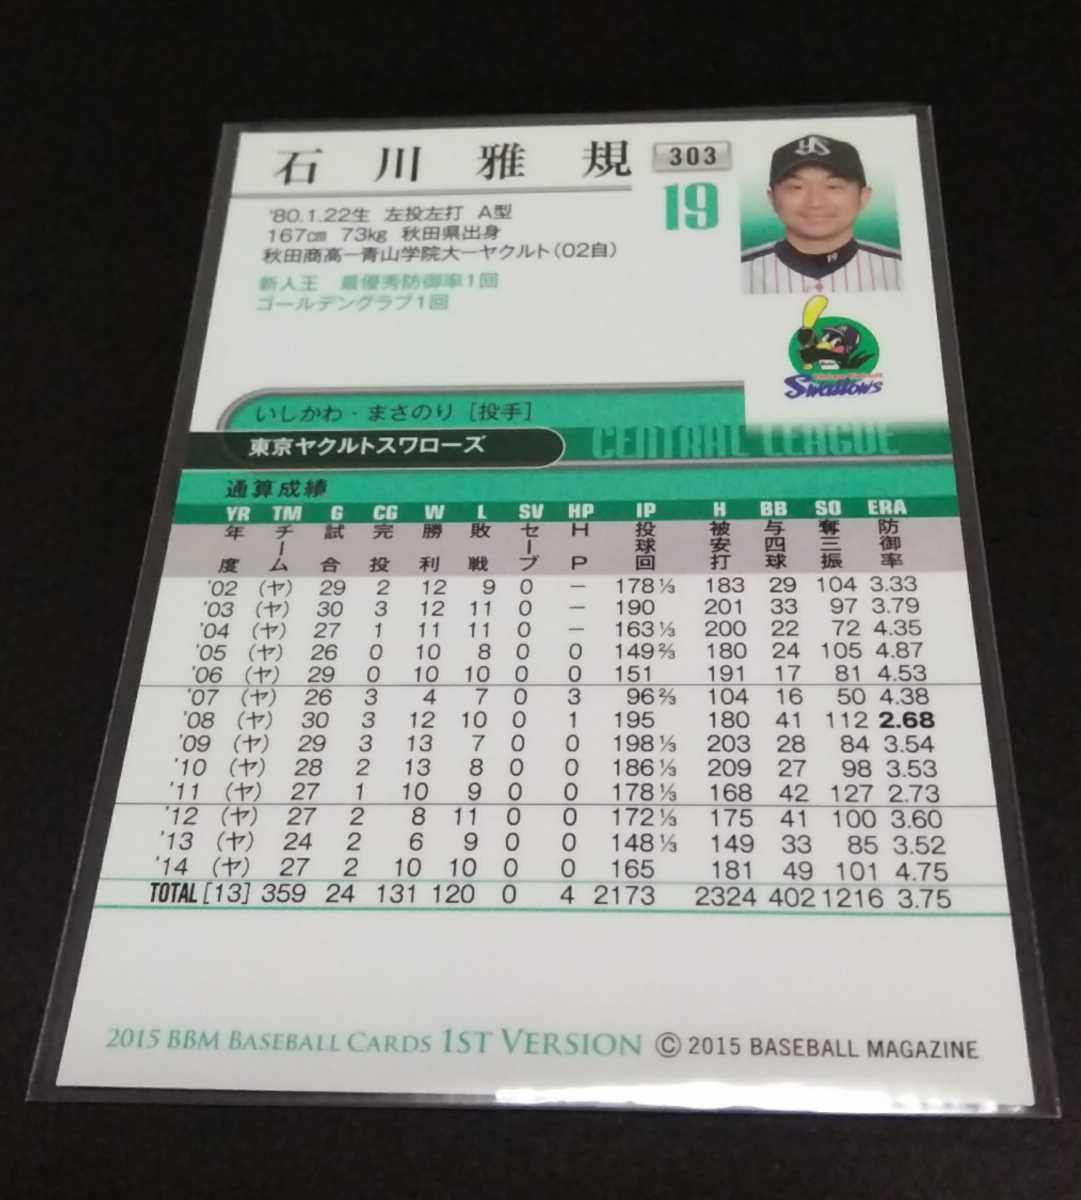 石川雅規 303
19
'80.1.22生 左投左打 A型
167cm 73kg 秋田県出身
秋田商高ー青山学院大ーヤクルト(02自)
新人王 最優秀防御率1回
ゴールデングラブ1回
Swallows
いしかわ・まさのり[投手]
東京ヤクルトスワローズ CENTRAL LEAGUE
通算成績
YR TM G CG W L SV HP IP H BB SO ERA
年度 チーム 試合 完投 勝利 敗戦 セーブ HP 投球回 被安打 与四球 奪三振 防御率
'02 (ヤ) 29 2 12 9 0 − 178⅓ 183 29 104 3.33
'03 (ヤ) 30 3 12 11 0 − 190 201 33 97 3.79
'04 (ヤ) 27 1 11 11 0 − 163⅓ 200 22 72 4.35
'05 (ヤ) 26 0 10 8 0 0 149⅔ 180 24 105 4.87
'06 (ヤ) 29 0 10 10 0 0 151 191 17 81 4.53
'07 (ヤ) 26 3 4 7 0 3 96⅔ 104 16 50 4.38
'08 (ヤ) 30 3 12 10 0 1 195 180 41 112 2.68
'09 (ヤ) 29 3 13 7 0 0 198⅓ 203 28 84 3.54
'10 (ヤ) 28 2 13 8 0 0 186⅓ 209 27 98 3.53
'11 (ヤ) 27 1 10 9 0 0 178⅓ 168 42 127 2.73
'12 (ヤ) 27 2 8 11 0 0 172⅓ 175 41 100 3.60
'13 (ヤ) 24 2 6 9 0 0 148⅓ 149 33 85 3.52
'14 (ヤ) 27 2 10 10 0 0 165 181 49 101 4.75
TOTAL [13] 359 24 131 120 0 4 2173 2324 402 1216 3.75
2015 BBM BASEBALL CARDS 1ST VERSION © 2015 BASEBALL MAGAZINE